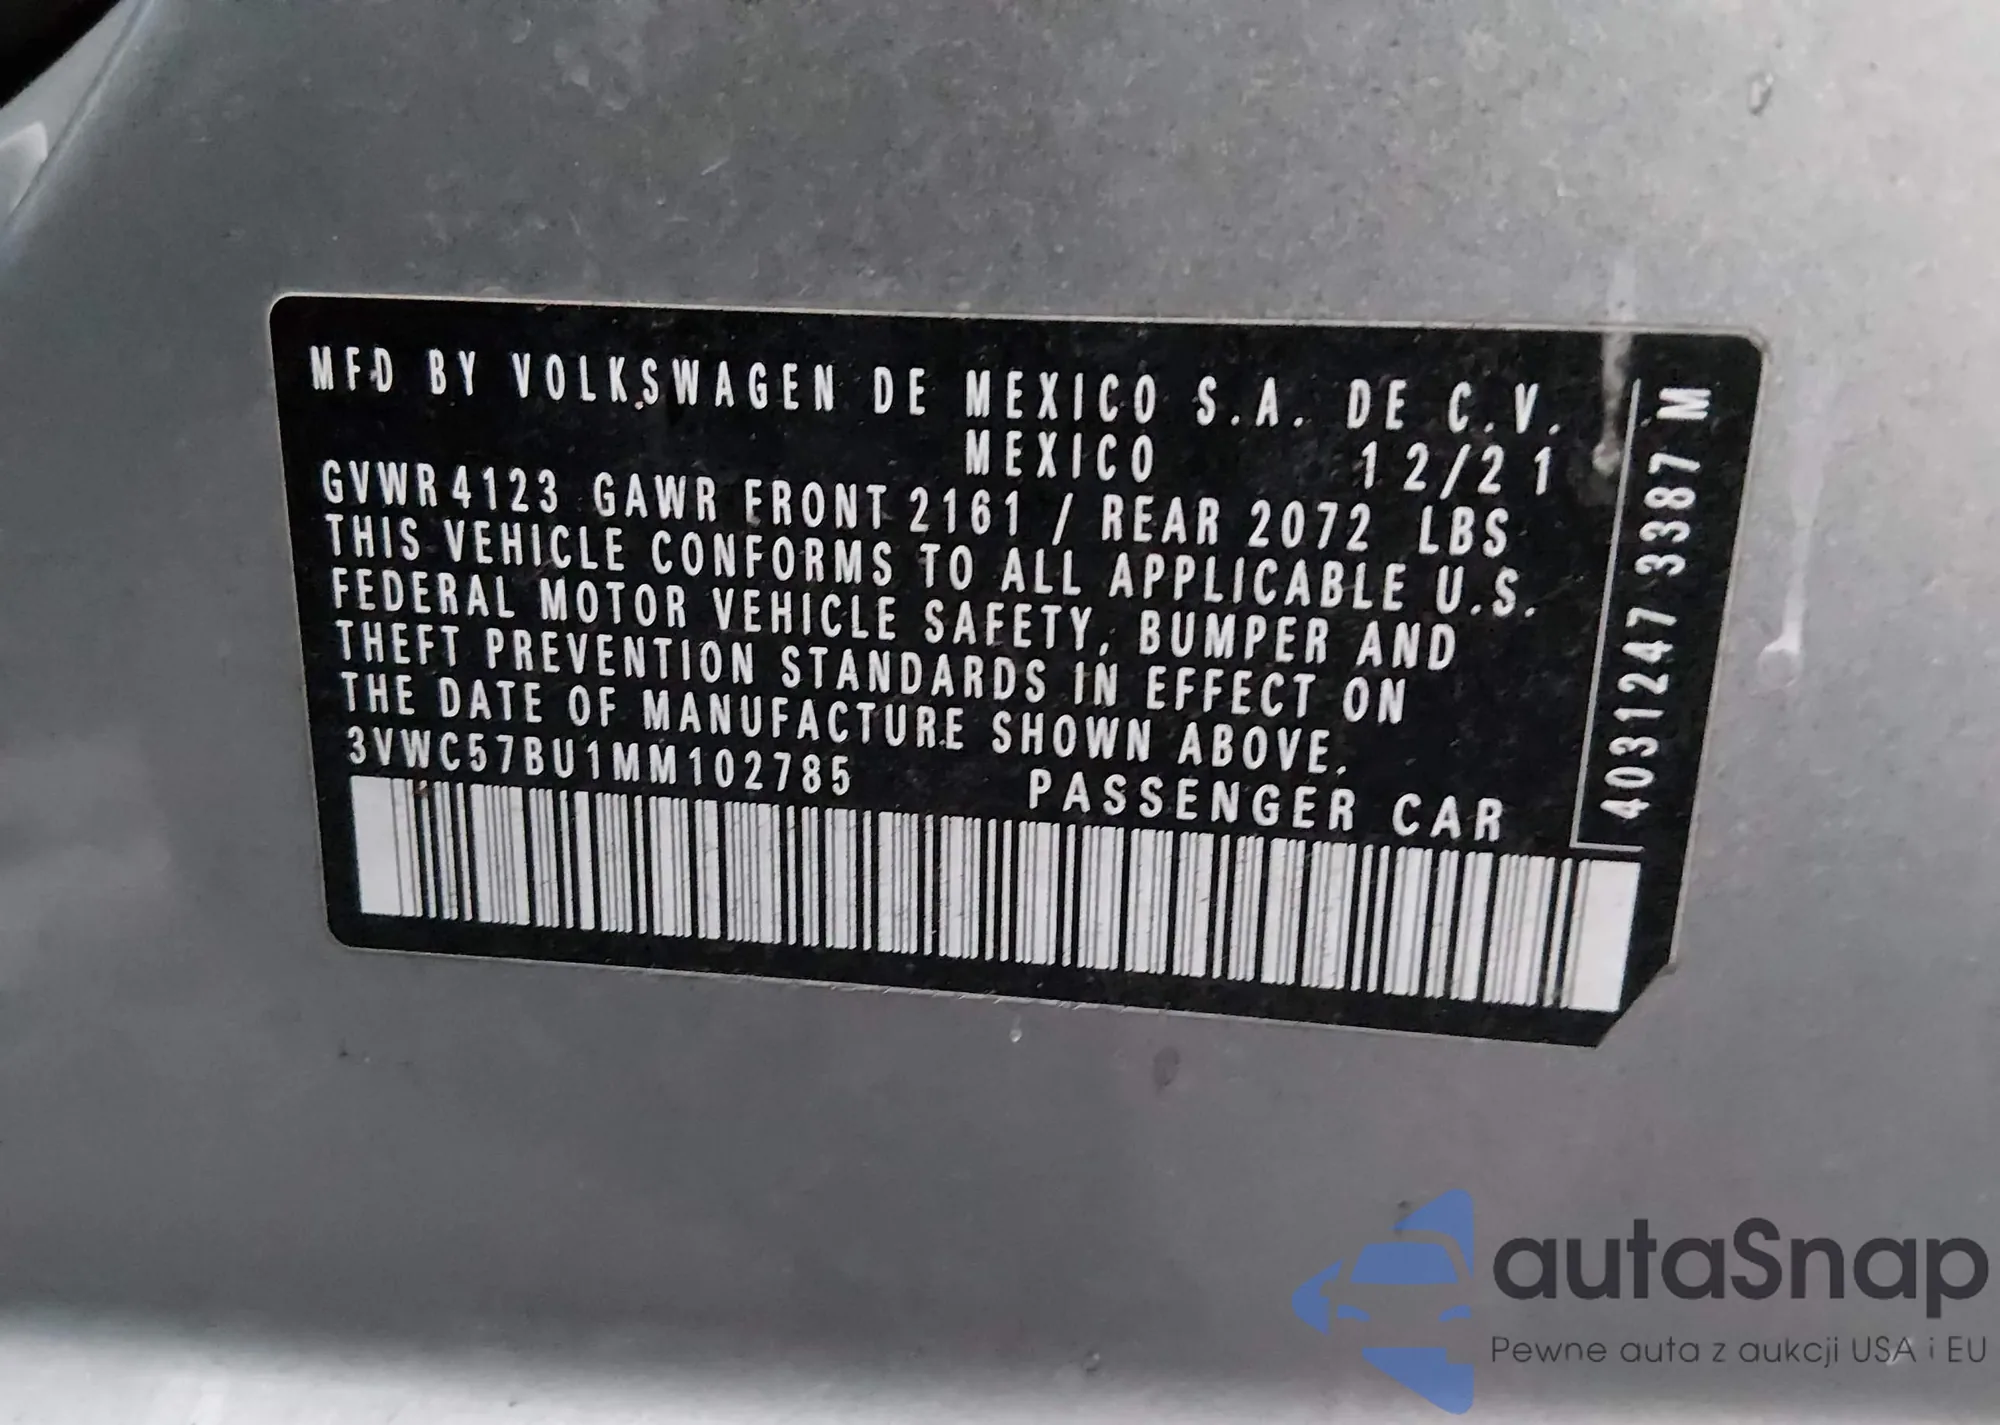 MFD BY VOLKSWAGEN DE MEXICO S.A. DE C.V.
MEXICO 12/21
GVWR 4123 GAWR FRONT 2161 / REAR 2072 LBS
THIS VEHICLE CONFORMS TO ALL APPLICABLE U.S.
FEDERAL MOTOR VEHICLE SAFETY, BUMPER AND
THEFT PREVENTION STANDARDS IN EFFECT ON
THE DATE OF MANUFACTURE SHOWN ABOVE.
3VWC57BU1MM102785 PASSENGER CAR
4031247 3387 M
autaSnap
Pewne auta z aukcji USA i EU